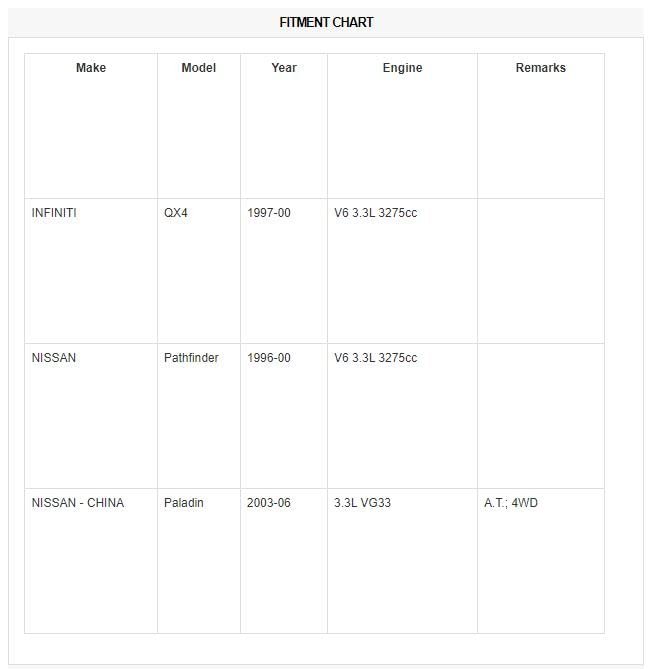 FITMENT CHART
Make Model Year Engine Remarks
INFINITI QX4 1997-00 V6 3.3L 3275cc
NISSAN Pathfinder 1996-00 V6 3.3L 3275cc
NISSAN - CHINA Paladin 2003-06 3.3L VG33 A.T.; 4WD